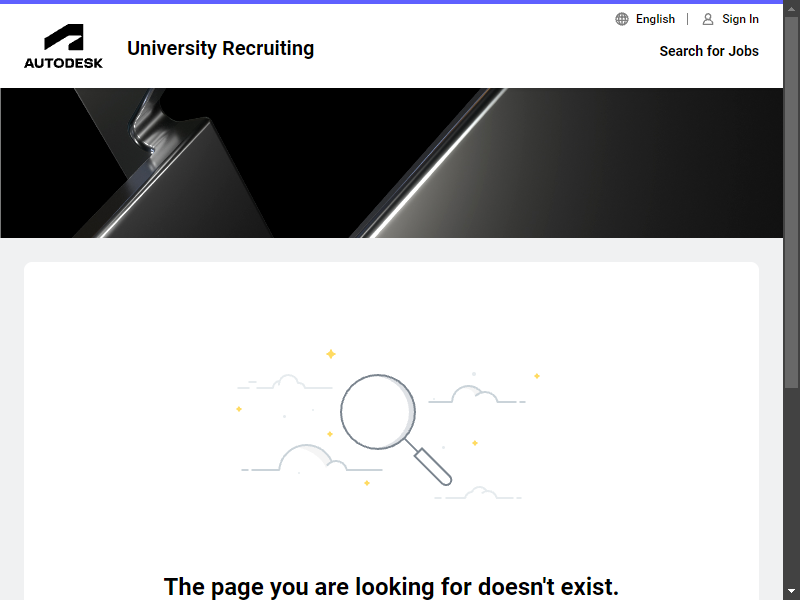 English
Sign In
AUTODESK
University Recruiting
Search for Jobs
The page you are looking for doesn't exist.